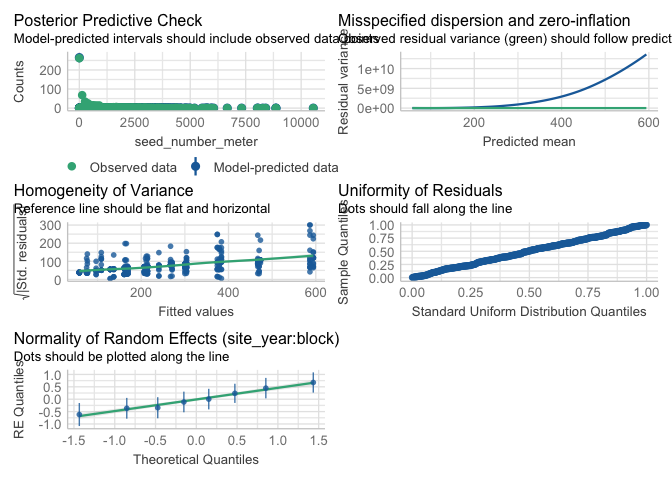 Posterior Predictive Check
Model-predicted intervals should include observed data points
Counts
200
100
0
0
2500
5000
7500
10000
seed_number_meter
Observed data
Model-predicted data
Misspecified dispersion and zero-inflation
Observed residual variance (green) should follow predict
Residual variance
1e+10
5e+09
0e+00
200
400
600
Predicted mean
Homogeneity of Variance
Reference line should be flat and horizontal
√|Std. residuals|
300
200
100
0
200
400
600
Fitted values
Uniformity of Residuals
Dots should fall along the line
Sample Quantiles
1.00
0.75
0.50
0.25
0.00
0.00
0.25
0.50
0.75
1.00
Standard Uniform Distribution Quantiles
Normality of Random Effects (site_year:block)
Dots should be plotted along the line
RE Quantiles
1.0
0.5
0.0
-0.5
-1.0
-1.5
-1.0
-0.5
0.0
0.5
1.0
1.5
Theoretical Quantiles